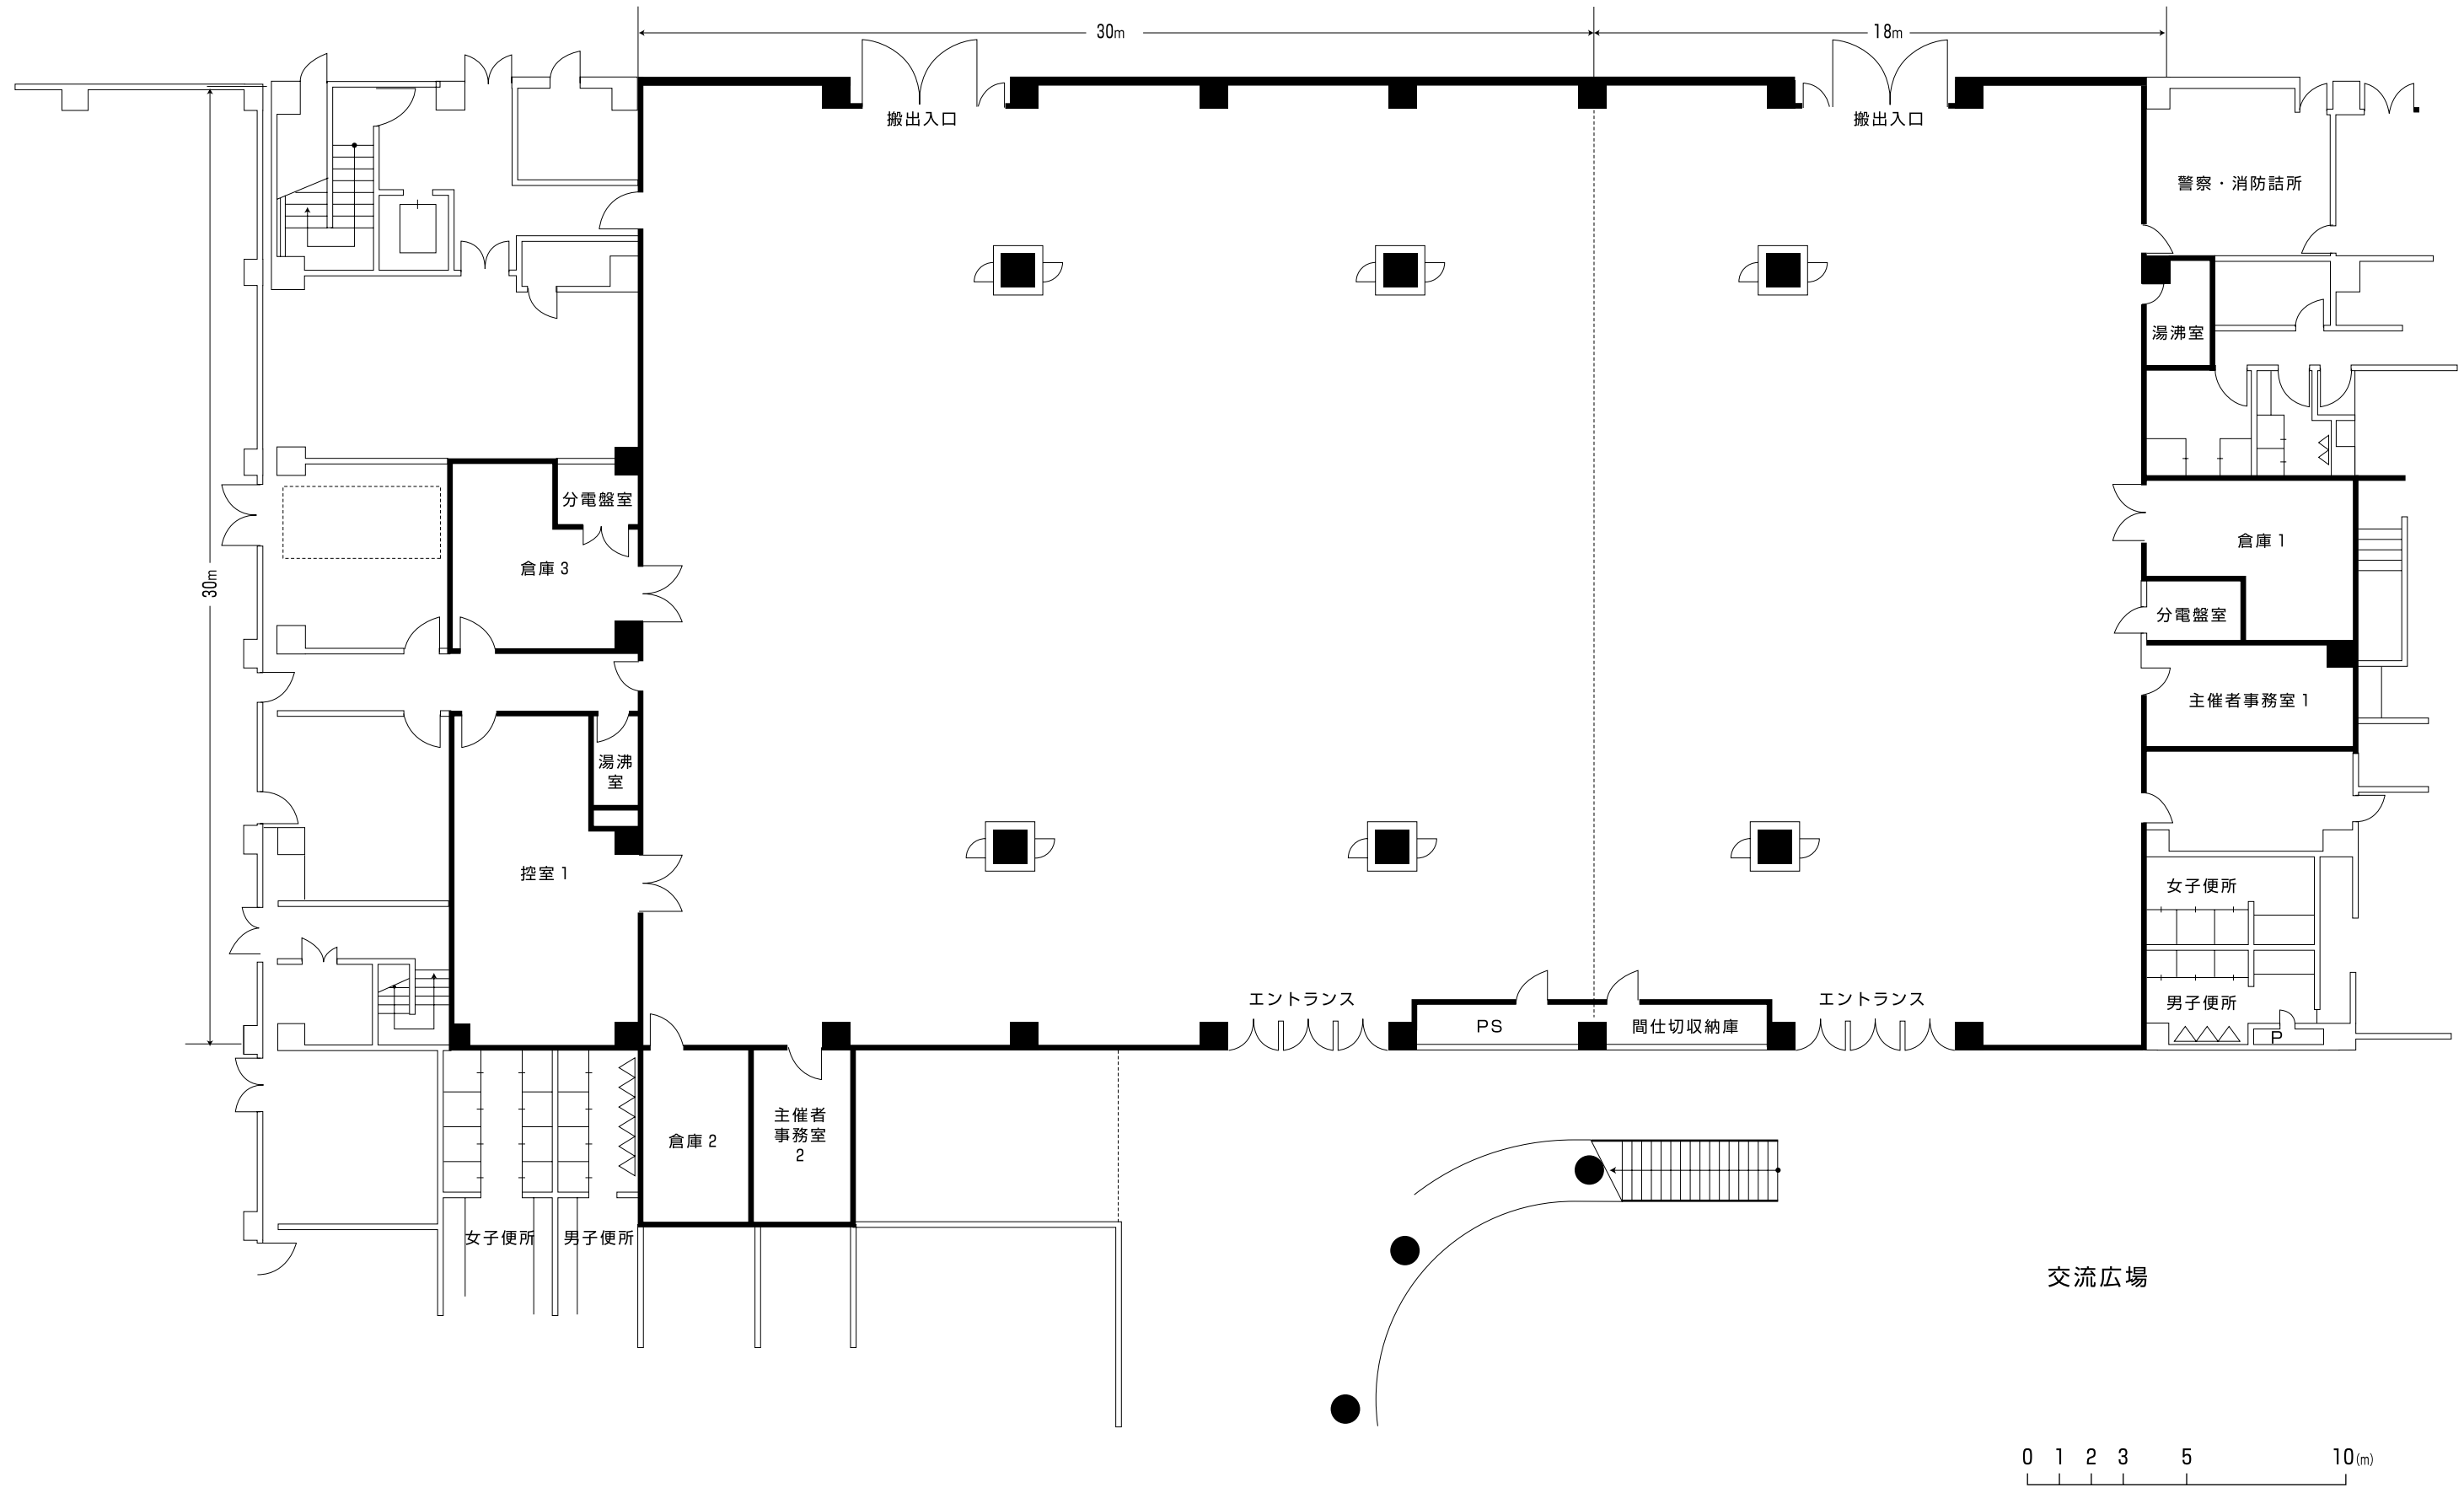 30m
18m
搬出入口
搬出入口
警察・消防詰所
湯沸室
分電盤室
倉庫 3
30m
倉庫 1
分電盤室
主催者事務室 1
湯沸
室
控室 1
女子便所
エントランス
エントランス
男子便所
PS
間仕切収納庫
P
倉庫 2
主催者
事務室
2
女子便所
男子便所
交流広場
0 1 2 3 5 10(m)